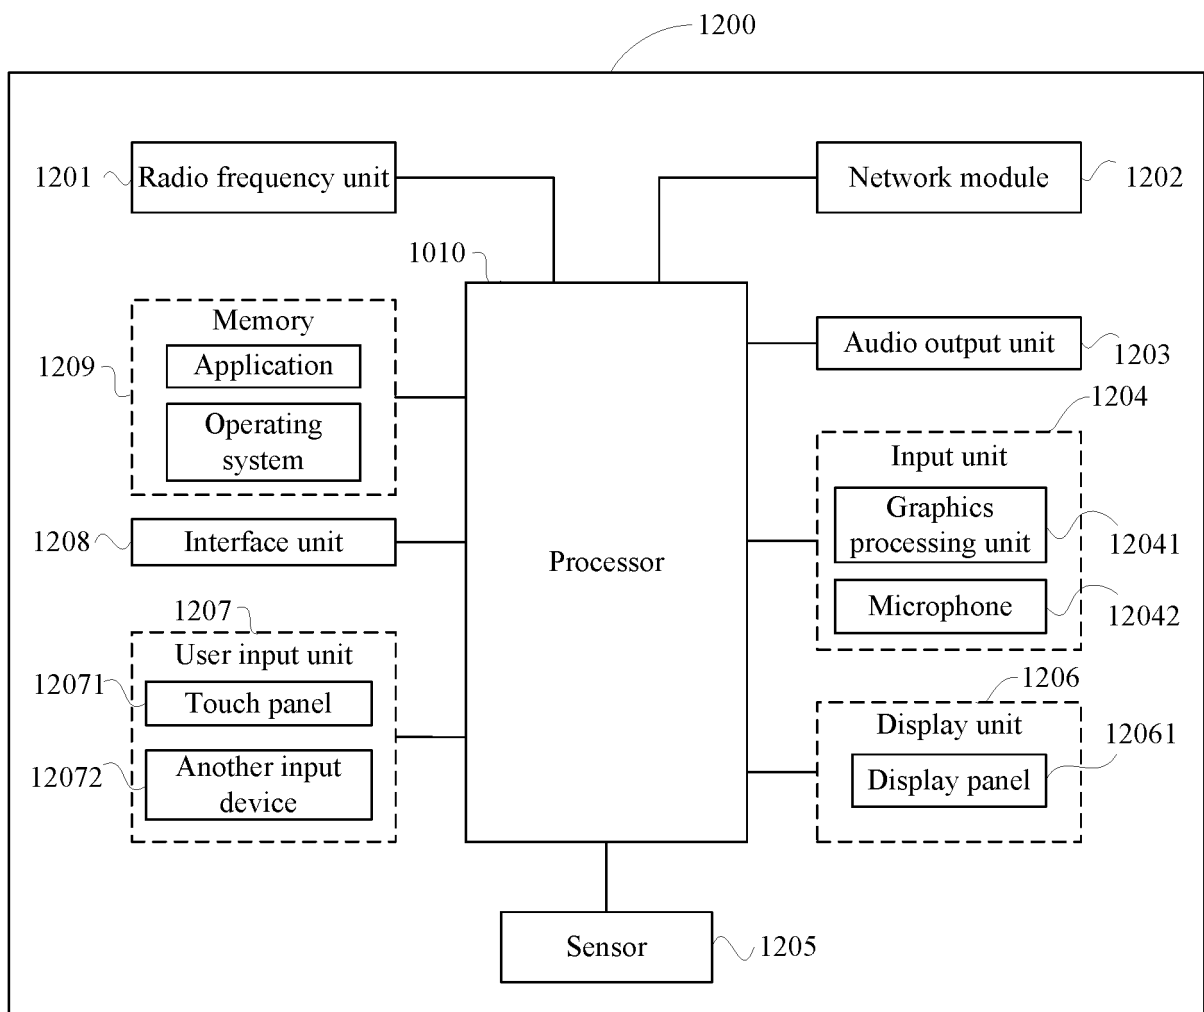 1200
1201
Radio frequency unit
Network module
1202
1010
Memory
Application
Operating
system
1209
Audio output unit
1203
1204
Input unit
Graphics
processing unit
12041
Microphone
12042
1208
Interface unit
Processor
1207
User input unit
12071
Touch panel
12072
Another input
device
1206
Display unit
12061
Display panel
Sensor
1205